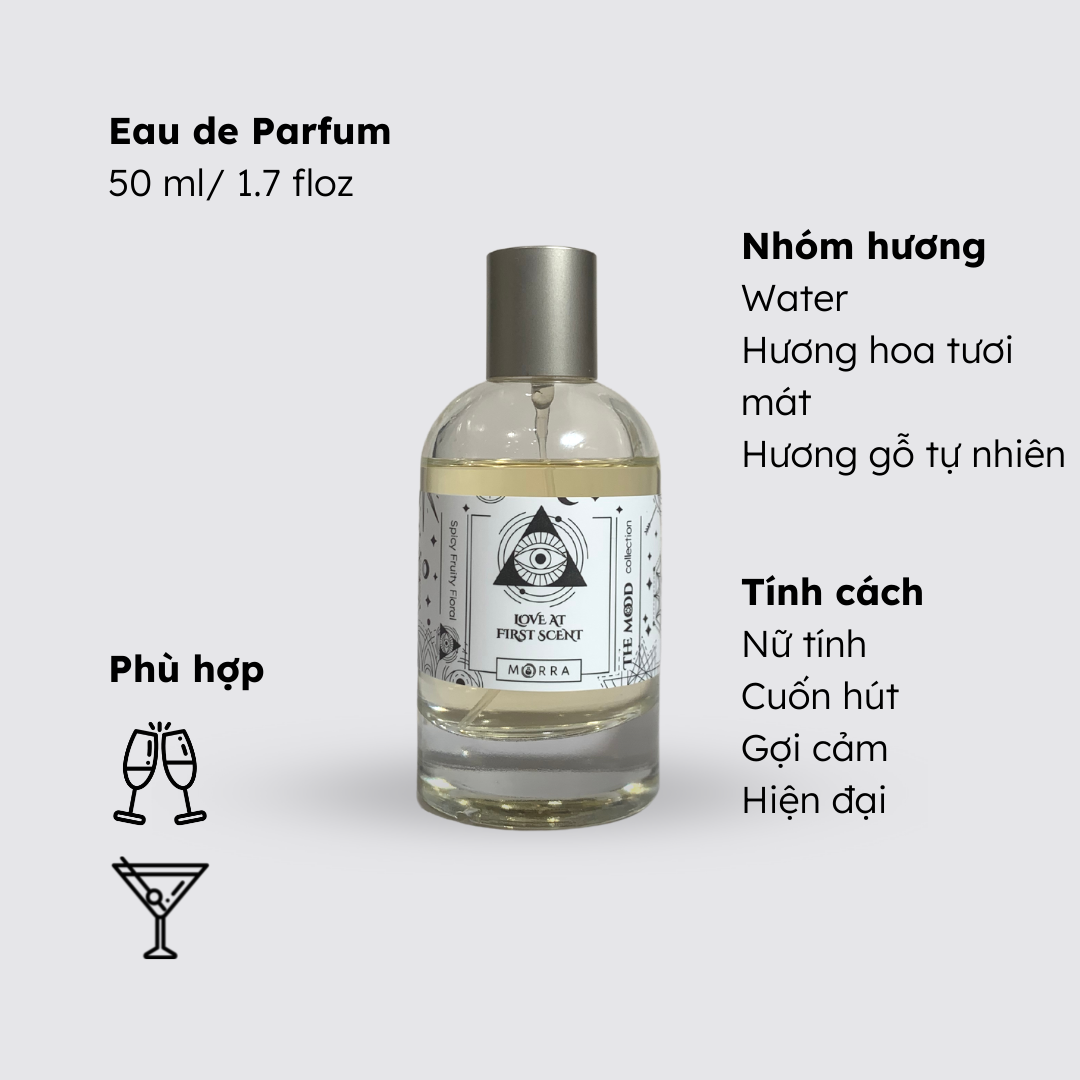 Eau de Parfum
50 ml/ 1.7 floz
Nhóm hương
Water
Hương hoa tươi
mát
Hương gỗ tự nhiên
Spicy Fruity Floral
LOVE AT
FIRST SCENT
MORRA
THE MOOD collection
Tính cách
Nữ tính
Cuốn hút
Gợi cảm
Hiện đại
Phù hợp